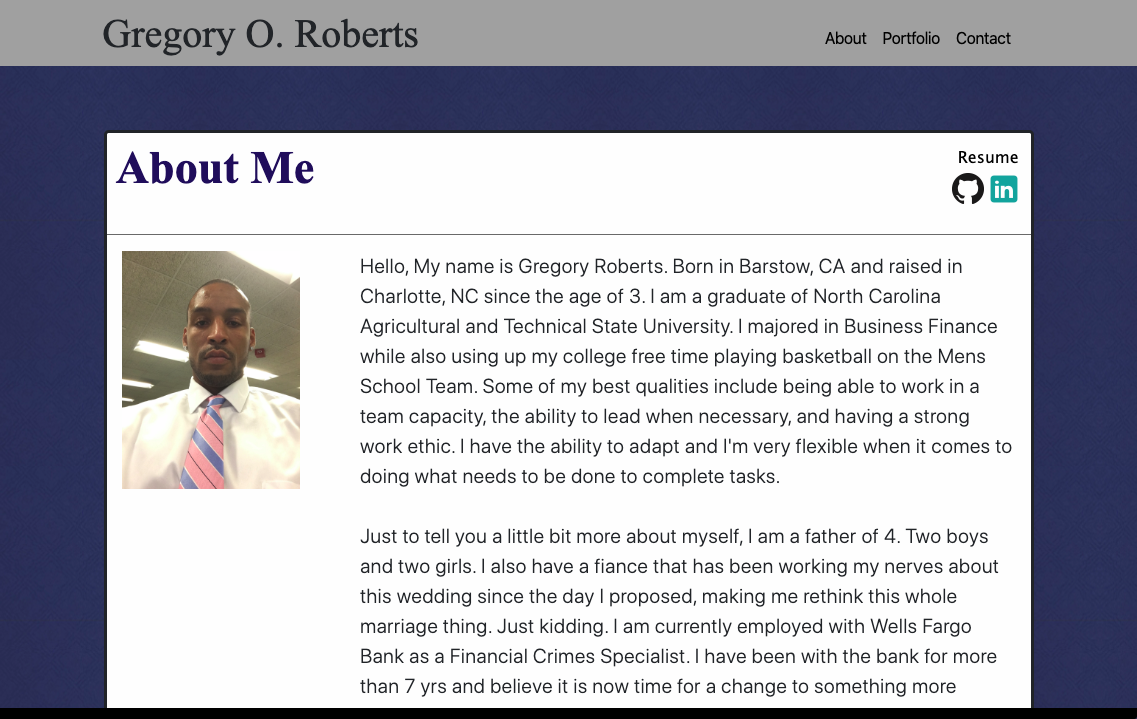 Gregory O. Roberts
About Portfolio Contact
About Me
Resume
in
Hello, My name is Gregory Roberts. Born in Barstow, CA and raised in
Charlotte, NC since the age of 3. I am a graduate of North Carolina
Agricultural and Technical State University. I majored in Business Finance
while also using up my college free time playing basketball on the Mens
School Team. Some of my best qualities include being able to work in a
team capacity, the ability to lead when necessary, and having a strong
work ethic. I have the ability to adapt and I'm very flexible when it comes to
doing what needs to be done to complete tasks.
Just to tell you a little bit more about myself, I am a father of 4. Two boys
and two girls. I also have a fiance that has been working my nerves about
this wedding since the day I proposed, making me rethink this whole
marriage thing. Just kidding. I am currently employed with Wells Fargo
Bank as a Financial Crimes Specialist. I have been with the bank for more
than 7 yrs and believe it is now time for a change to something more